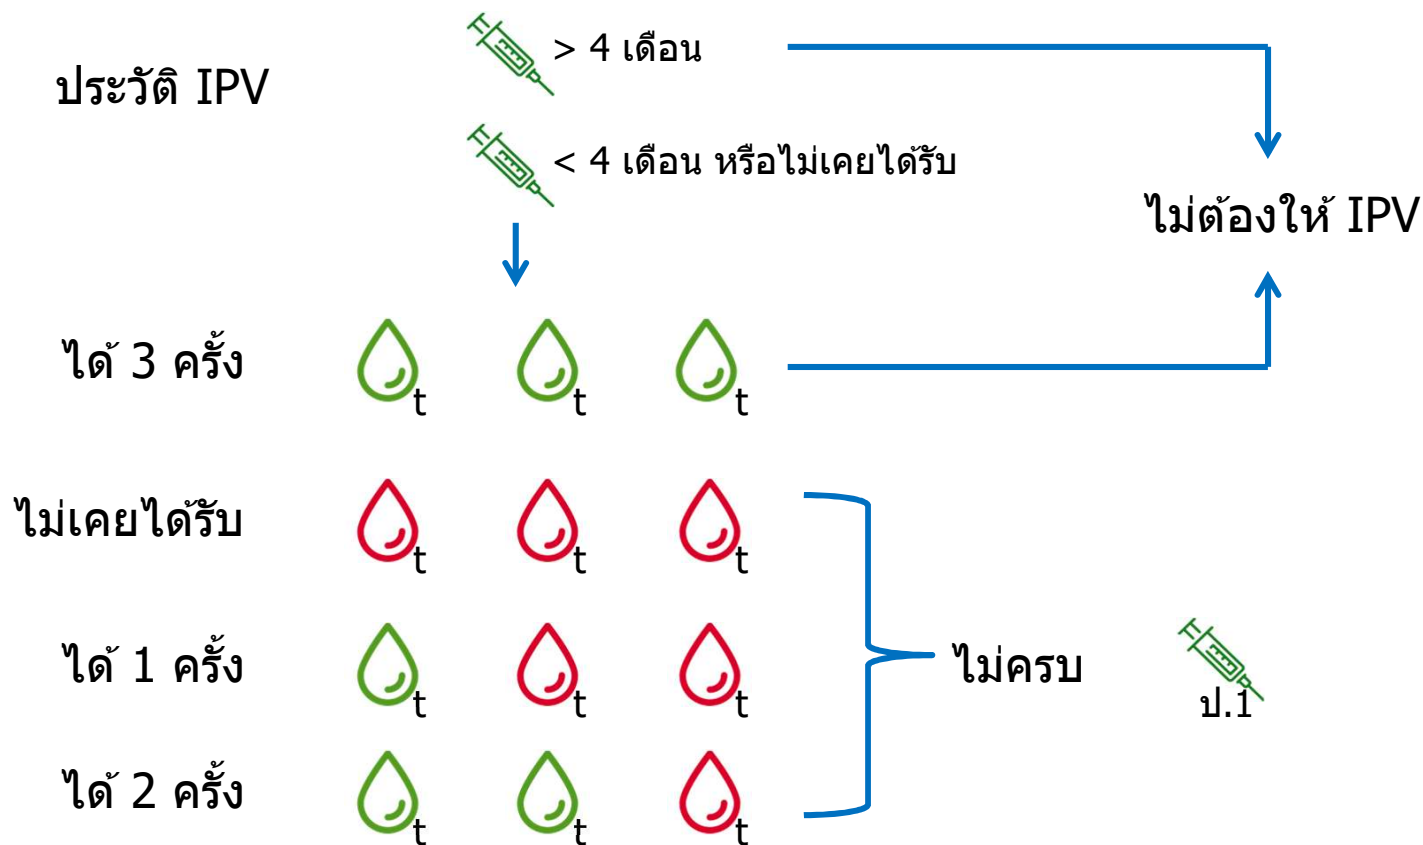 > 4 เดือน
ประวัติ IPV
< 4 เดือน หรือไม่เคยได้รับ
ไม่ต้องให้ IPV
ได้ 3 ครั้ง
t t t
ไม่เคยได้รับ
t t t
ได้ 1 ครั้ง
t t t
ไม่ครบ
ป.1
ได้ 2 ครั้ง
t t t